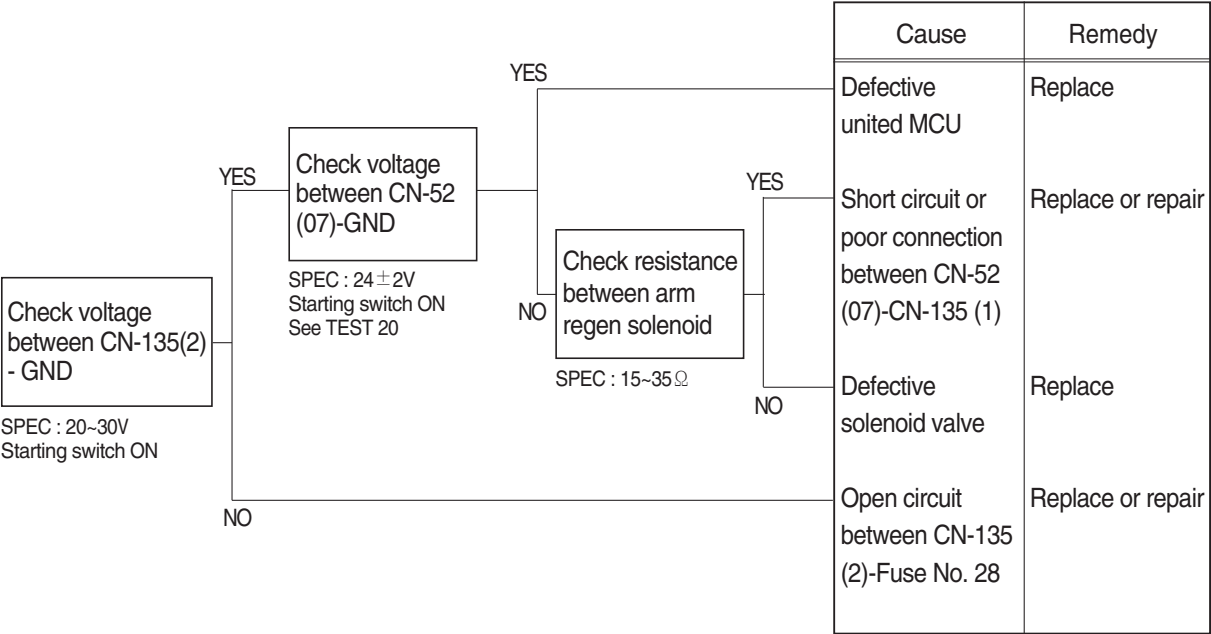 Check voltage
between CN-135(2)
- GND
SPEC : 20~30V
Starting switch ON
YES
NO
Check voltage
between CN-52
(07)-GND
SPEC : 24±2V
Starting switch ON
See TEST 20
YES
NO
Check resistance
between arm
regen solenoid
SPEC : 15~35Ω
YES
NO
Cause Remedy
Defective Replace
united MCU
Short circuit or Replace or repair
poor connection
between CN-52
(07)-CN-135 (1)
Defective Replace
solenoid valve
Open circuit Replace or repair
between CN-135
(2)-Fuse No. 28